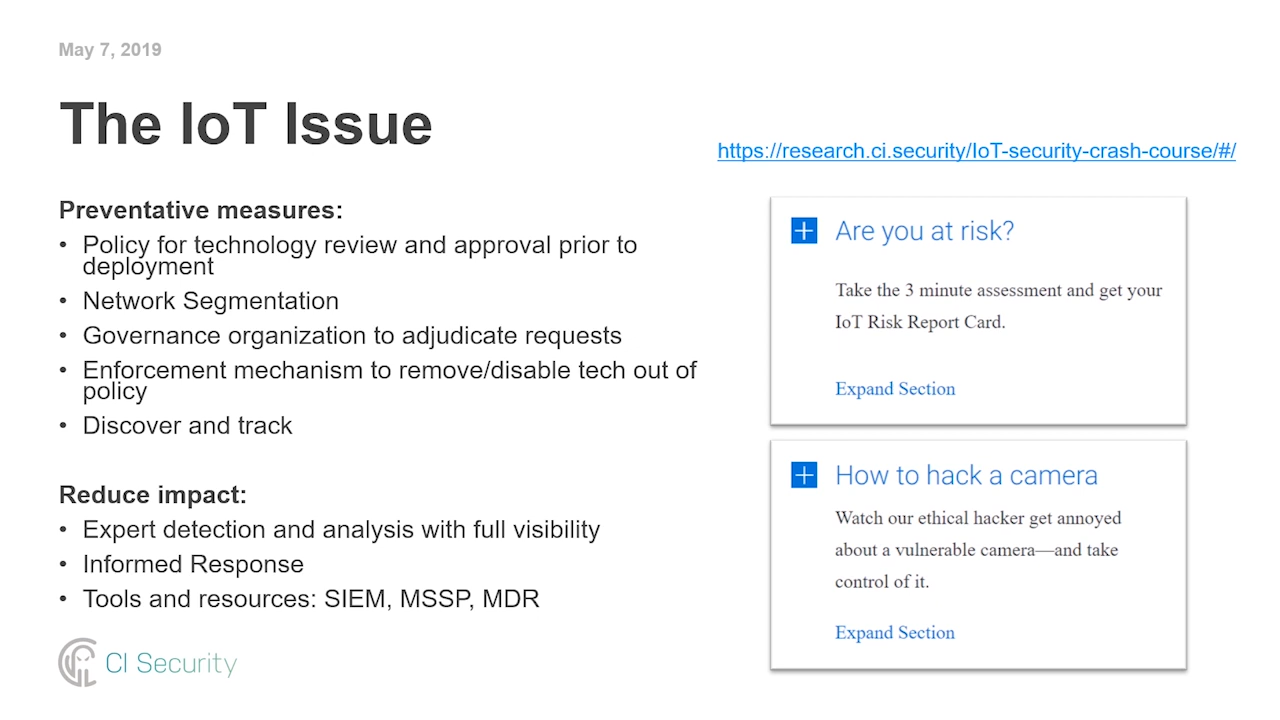 May 7, 2019
The IoT Issue
https://research.ci.security/IoT-security-crash-course/#/
Preventative measures:
• Policy for technology review and approval prior to
deployment
• Network Segmentation
• Governance organization to adjudicate requests
• Enforcement mechanism to remove/disable tech out of
policy
• Discover and track
Reduce impact:
• Expert detection and analysis with full visibility
• Informed Response
• Tools and resources: SIEM, MSSP, MDR
CI Security
Are you at risk?
Take the 3 minute assessment and get your
IoT Risk Report Card.
Expand Section
How to hack a camera
Watch our ethical hacker get annoyed
about a vulnerable camera—and take
control of it.
Expand Section